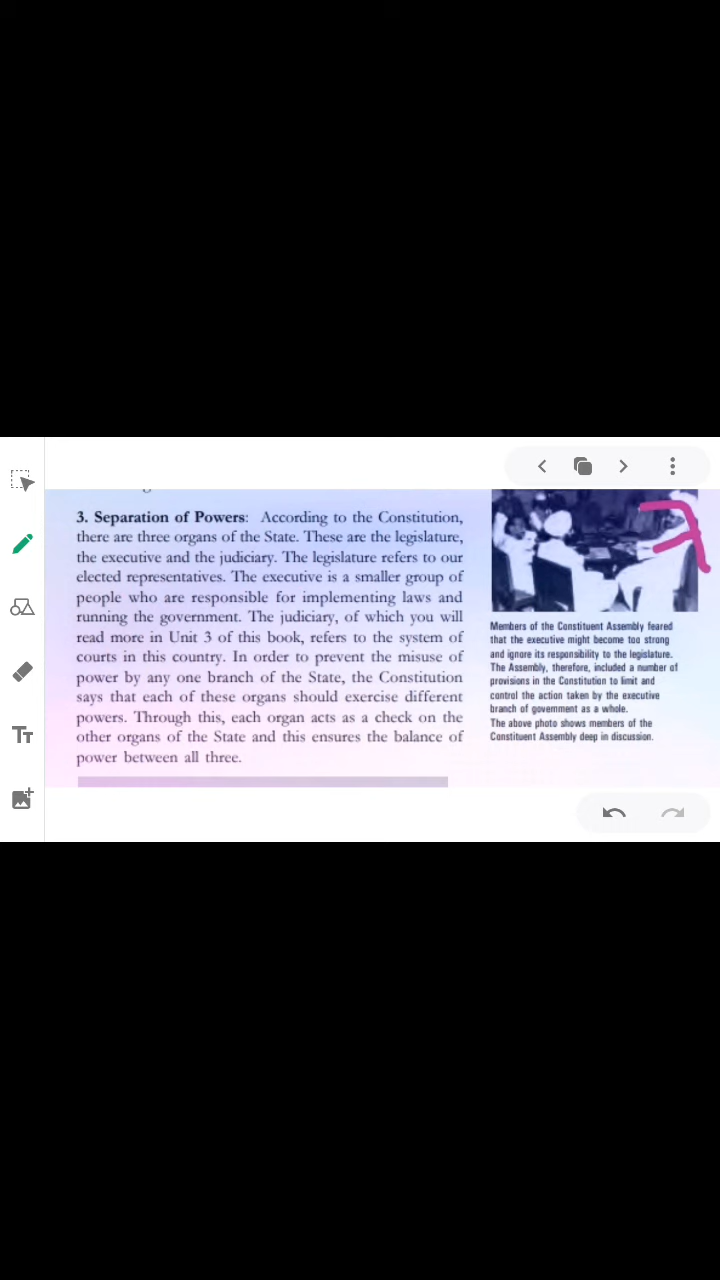 3. Separation of Powers: According to the Constitution,
there are three organs of the State. These are the legislature,
the executive and the judiciary. The legislature refers to our
elected representatives. The executive is a smaller group of
people who are responsible for implementing laws and
running the government. The judiciary, of which you will
read more in Unit 3 of this book, refers to the system of
courts in this country. In order to prevent the misuse of
power by any one branch of the State, the Constitution
says that each of these organs should exercise different
powers. Through this, each organ acts as a check on the
other organs of the State and this ensures the balance of
power between all three.
Members of the Constituent Assembly feared
that the executive might become too strong
and ignore its responsibility to the legislature.
The Assembly, therefore, included a number of
provisions in the Constitution to limit and
control the action taken by the executive
branch of government as a whole.
The above photo shows members of the
Constituent Assembly deep in discussion.
TT